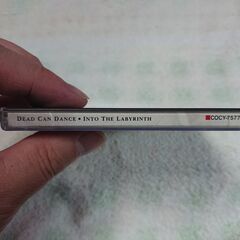 DEAD CAN DANCE • INTO THE LABYRINTH ■COCY-7577